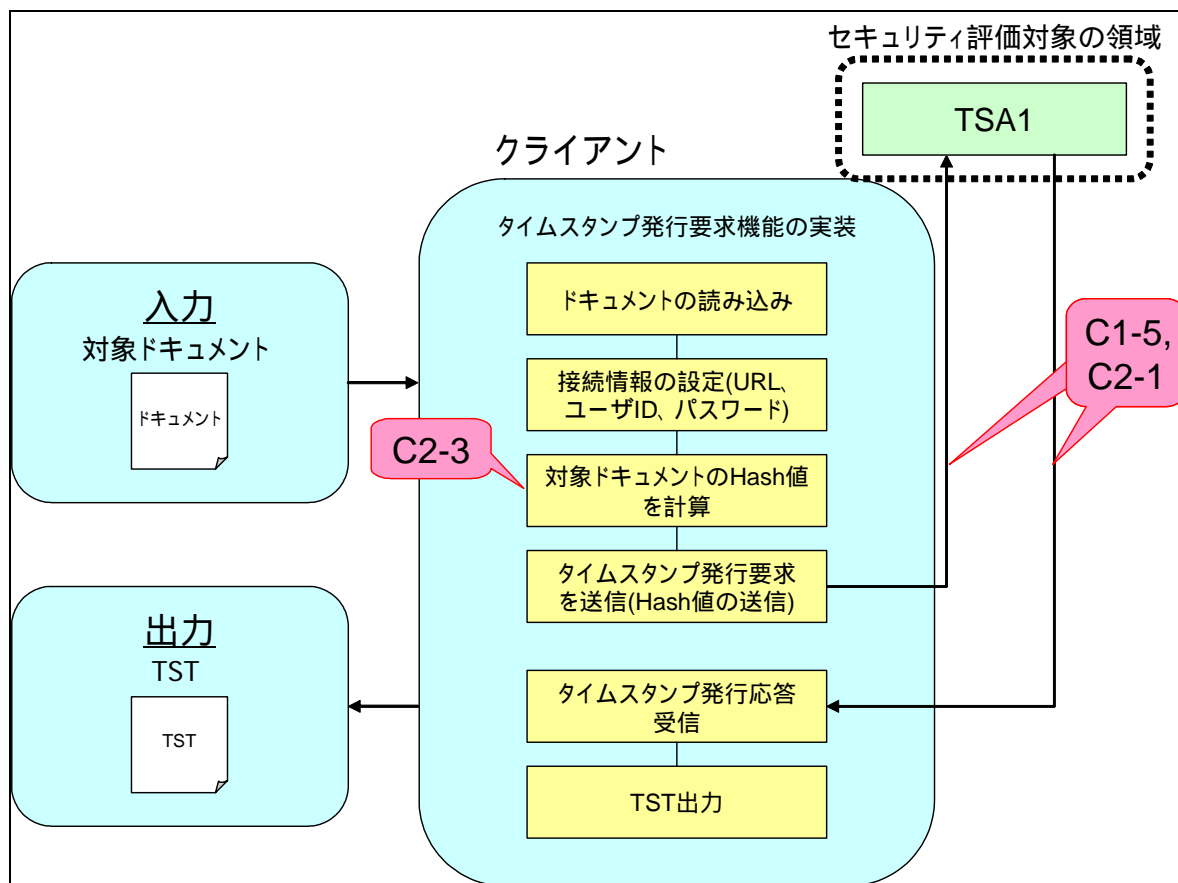 セキュリティ評価対象の領域
TSA1
クライアント
タイムスタンプ発行要求機能の実装
入力
対象ドキュメント
ドキュメント
ドキュメントの読み込み
接続情報の設定(URL、
ユーザID、パスワード)
C1-5,
C2-1
C2-3
対象ドキュメントのHash値
を計算
タイムスタンプ発行要求
を送信(Hash値の送信)
出力
TST
TST
タイムスタンプ発行応答
受信
TST出力